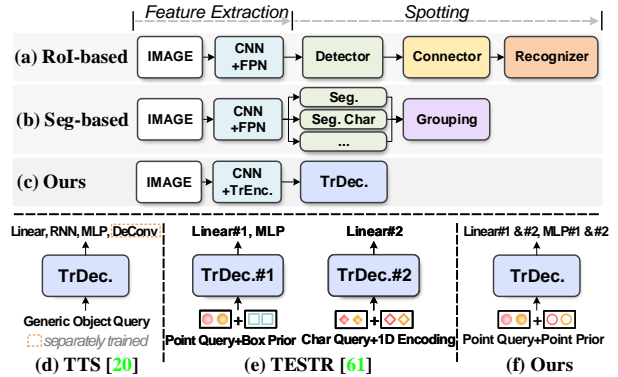 Feature Extraction Spotting
(a) RoI-based IMAGE CNN +FPN Detector Connector Recognizer
(b) Seg-based IMAGE CNN +FPN Seg. Seg. Char ... Grouping
(c) Ours IMAGE CNN +TrEnc. TrDec.
Linear, RNN, MLP, DeConv
TrDec.
Generic Object Query
separately trained
(d) TTS [20]
Linear#1, MLP Linear#2
TrDec.#1 TrDec.#2
+ +
Point Query+Box Prior Char Query+1D Encoding
(e) TESTR [61]
Linear#1 & #2, MLP#1 & #2
TrDec.
+
Point Query+Point Prior
(f) Ours